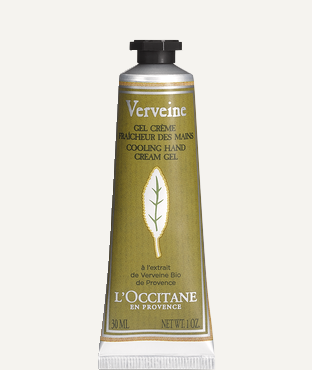 Verveine
GEL CRÈME
FRAÎCHEUR DES MAINS
COOLING HAND
CREAM GEL
à l'extrait
de Verveine Bio
de Provence
L'OCCITANE
EN PROVENCE
30 ML NET WT. 1 OZ.